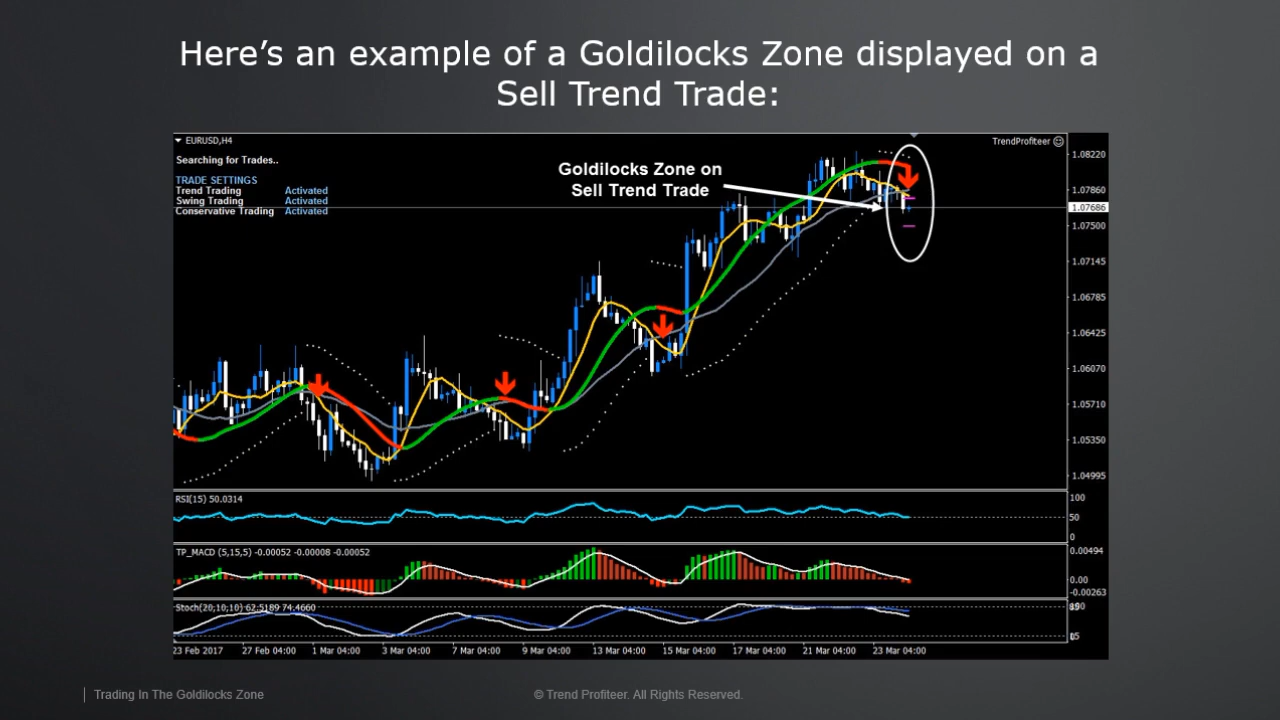 Here's an example of a Goldilocks Zone displayed on a
Sell Trend Trade:
EURUSD,H4
TrendProfiteer
Searching for Trades..
TRADE SETTINGS
Trend Trading Activated
Swing Trading Activated
Conservative Trading Activated
Goldilocks Zone on
Sell Trend Trade
1.08220
1.07860
1.07686
1.07500
1.07145
1.06785
1.06425
1.06070
1.05710
1.05350
1.04995
RSI(15) 50.0314
100
50
0
TP_MACD (5,15,5) -0.00052 -0.00008 -0.00052
0.00494
0.00
-0.00263
Stoch(20,10,10) 62.5189 74.4660
23 Feb 2017 27 Feb 04:00 1 Mar 04:00 3 Mar 04:00 7 Mar 04:00 9 Mar 04:00 13 Mar 04:00 15 Mar 04:00 17 Mar 04:00 21 Mar 04:00 23 Mar 04:00
Trading In The Goldilocks Zone
© Trend Profiteer. All Rights Reserved.